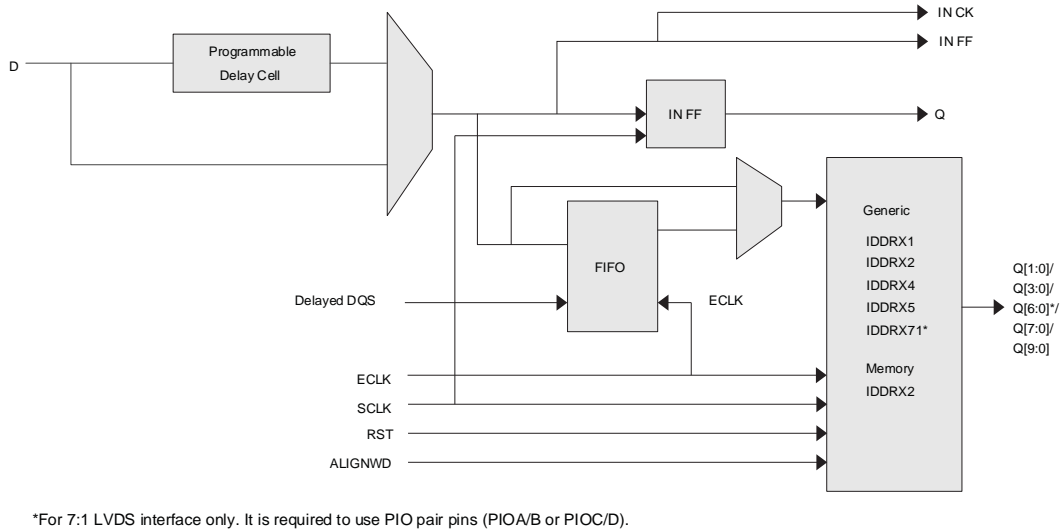 IN CK
IN FF
D
Programmable
Delay Cell
IN FF
Q
Generic
IDDRX1
IDDRX2
IDDRX4
IDDRX5
IDDRX71*
Memory
IDDRX2
FIFO
Delayed DQS
ECLK
Q[1:0]/
Q[3:0]/
Q[6:0]*/
Q[7:0]/
Q[9:0]
ECLK
SCLK
RST
ALIGNWD
*For 7:1 LVDS interface only. It is required to use PIO pair pins (PIOA/B or PIOC/D).